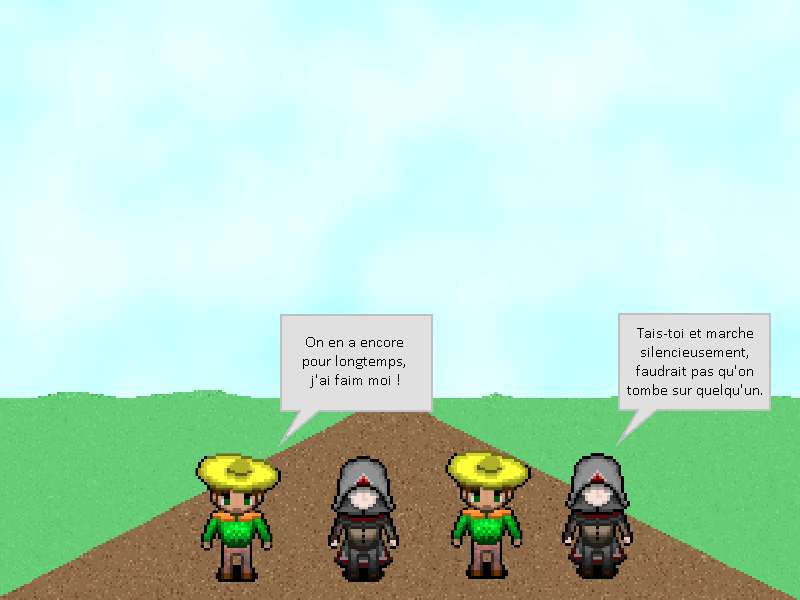 On en a encore
pour longtemps,
j'ai faim moi !
Tais-toi et marche
silencieusement,
faudrait pas qu'on
tombe sur quelqu'un.